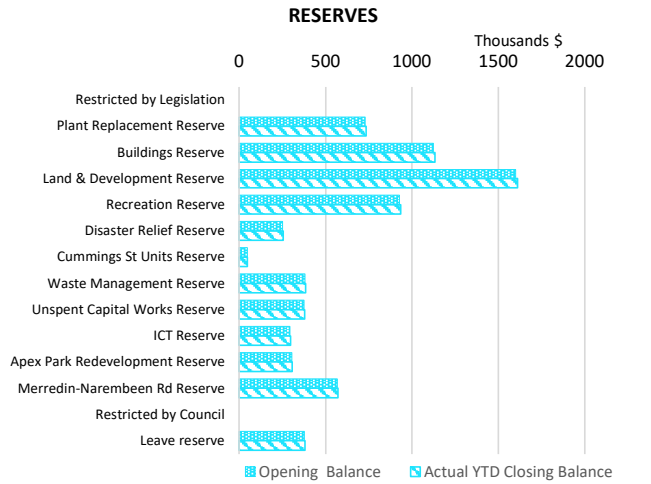 RESERVES
Thousands $
0 500 1000 1500 2000
Restricted by Legislation
Plant Replacement Reserve
Buildings Reserve
Land & Development Reserve
Recreation Reserve
Disaster Relief Reserve
Cummings St Units Reserve
Waste Management Reserve
Unspent Capital Works Reserve
ICT Reserve
Apex Park Redevelopment Reserve
Merredin-Narembeen Rd Reserve
Restricted by Council
Leave reserve
Opening Balance Actual YTD Closing Balance